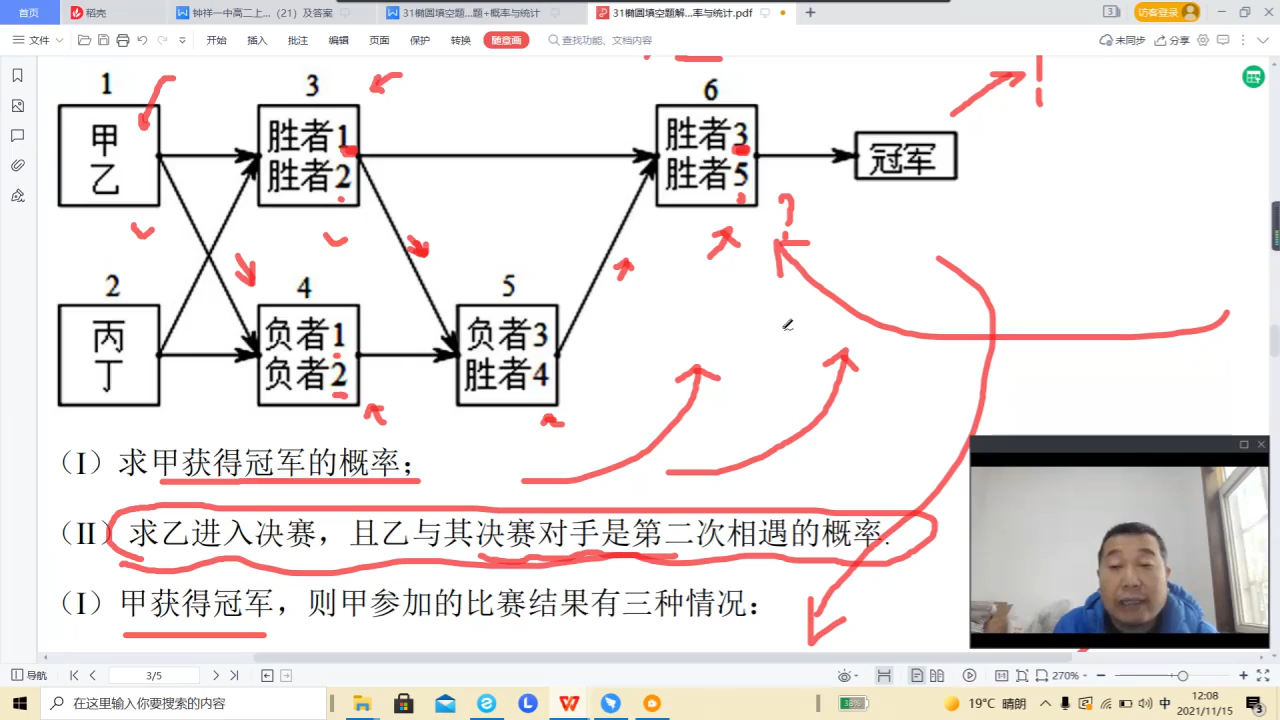 首页 稻壳 钟祥一中高二上...（21）及答案 31椭圆填空题...题+概率与统计 31椭圆填空题解...率与统计.pdf 访客登录
文件 开始 插入 批注 编辑 页面 保护 转换 随意画 查找功能、文档内容 未同步 分享
1 3 6
甲 胜者1 胜者3 冠军
乙 胜者2 胜者5
2 4 5
丙 负者1 负者3
丁 负者2 胜者4
（I）求甲获得冠军的概率；
（II）求乙进入决赛，且乙与其决赛对手是第二次相遇的概率.
（I）甲获得冠军，则甲参加的比赛结果有三种情况：
导航 3/5 270%
在这里输入你要搜索的内容 38% 19°C 晴朗 中 12:08
2021/11/15 3